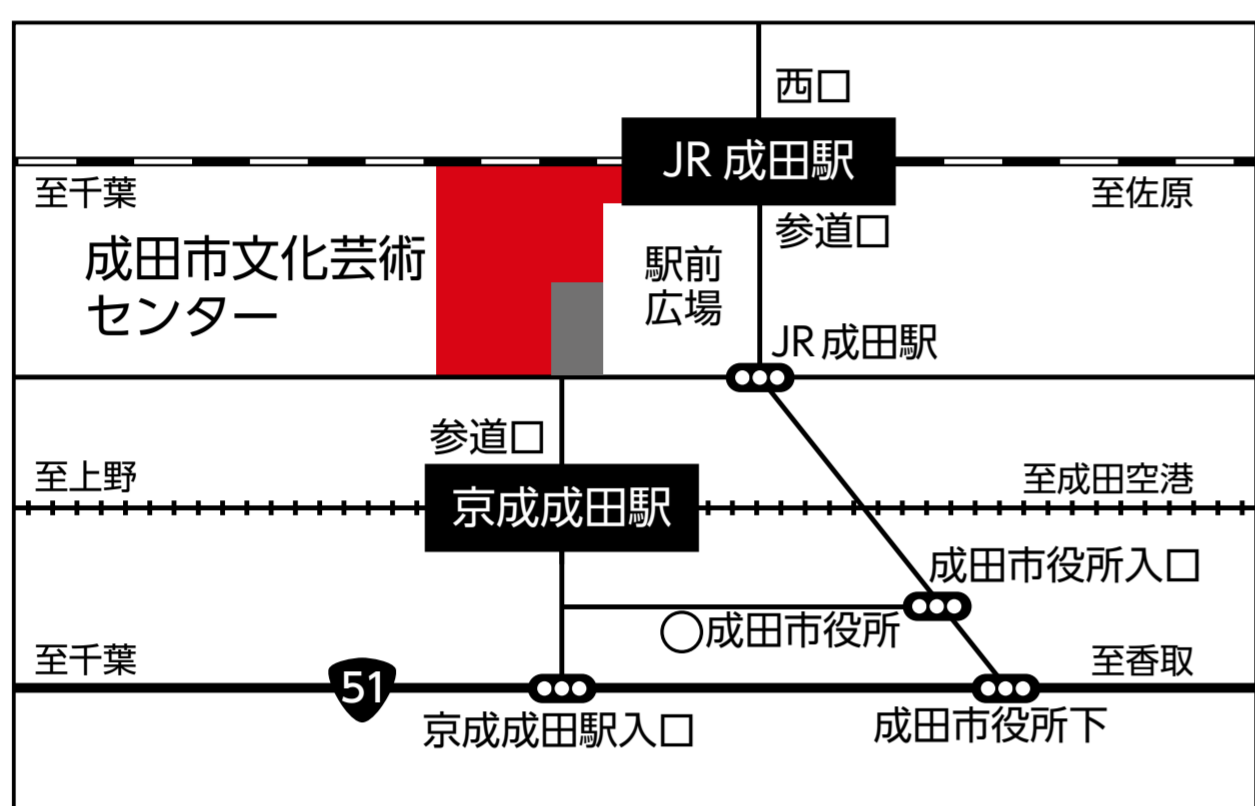 西口
JR 成田駅
至千葉
至佐原
参道口
成田市文化芸術
センター
駅前
広場
JR 成田駅
参道口
至上野
至成田空港
京成成田駅
成田市役所入口
成田市役所
至千葉
至香取
51
京成成田駅入口
成田市役所下